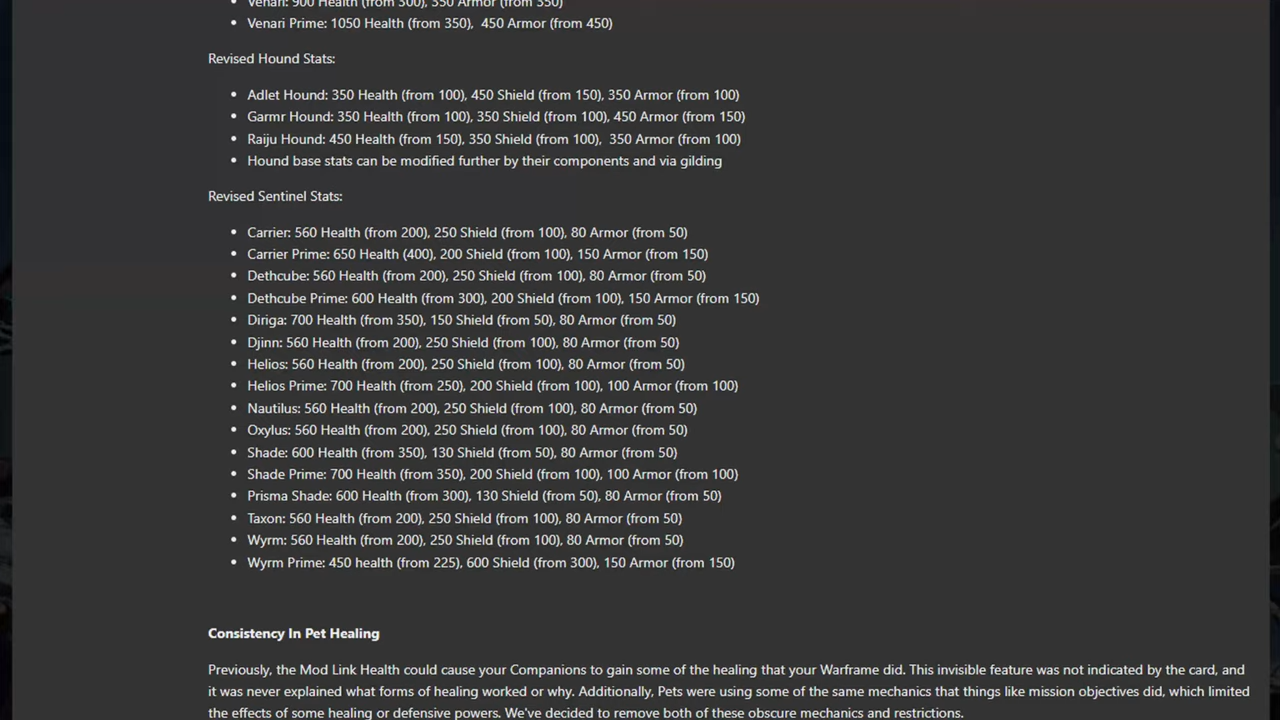 Venari: 900 Health (from 300), 350 Armor (from 350)
Venari Prime: 1050 Health (from 350),  450 Armor (from 450)
Revised Hound Stats:
Adlet Hound: 350 Health (from 100), 450 Shield (from 150), 350 Armor (from 100)
Garmr Hound: 350 Health (from 100), 350 Shield (from 100), 450 Armor (from 150)
Raiju Hound: 450 Health (from 150), 350 Shield (from 100),  350 Armor (from 100)
Hound base stats can be modified further by their components and via gilding
Revised Sentinel Stats:
Carrier: 560 Health (from 200), 250 Shield (from 100), 80 Armor (from 50)
Carrier Prime: 650 Health (400), 200 Shield (from 100), 150 Armor (from 150)
Dethcube: 560 Health (from 200), 250 Shield (from 100), 80 Armor (from 50)
Dethcube Prime: 600 Health (from 300), 200 Shield (from 100), 150 Armor (from 150)
Diriga: 700 Health (from 350), 150 Shield (from 50), 80 Armor (from 50)
Djinn: 560 Health (from 200), 250 Shield (from 100), 80 Armor (from 50)
Helios: 560 Health (from 200), 250 Shield (from 100), 80 Armor (from 50)
Helios Prime: 700 Health (from 250), 200 Shield (from 100), 100 Armor (from 100)
Nautilus: 560 Health (from 200), 250 Shield (from 100), 80 Armor (from 50)
Oxylus: 560 Health (from 200), 250 Shield (from 100), 80 Armor (from 50)
Shade: 600 Health (from 350), 130 Shield (from 50), 80 Armor (from 50)
Shade Prime: 700 Health (from 350), 200 Shield (from 100), 100 Armor (from 100)
Prisma Shade: 600 Health (from 300), 130 Shield (from 50), 80 Armor (from 50)
Taxon: 560 Health (from 200), 250 Shield (from 100), 80 Armor (from 50)
Wyrm: 560 Health (from 200), 250 Shield (from 100), 80 Armor (from 50)
Wyrm Prime: 450 health (from 225), 600 Shield (from 300), 150 Armor (from 150)
Consistency In Pet Healing
Previously, the Mod Link Health could cause your Companions to gain some of the healing that your Warframe did. This invisible feature was not indicated by the card, and
it was never explained what forms of healing worked or why. Additionally, Pets were using some of the same mechanics that things like mission objectives did, which limited
the effects of some healing or defensive powers. We've decided to remove both of these obscure mechanics and restrictions.